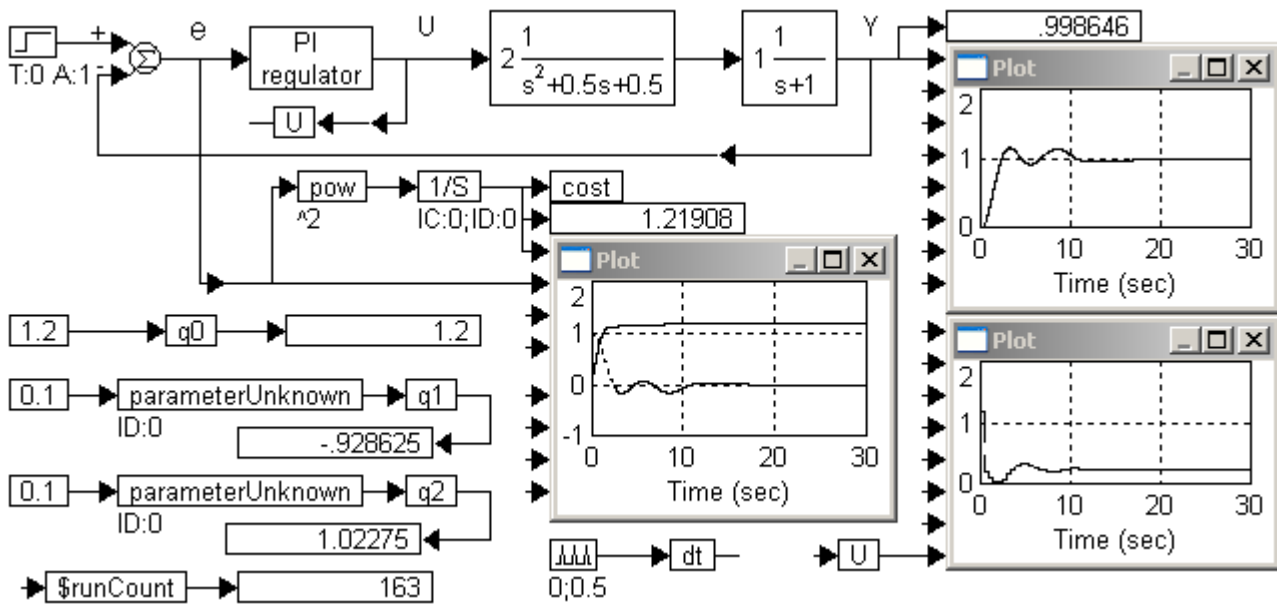 + e PI regulator U 2 1 s²+0.5s+0.5 1 1 s+1 Y .998646
T:0 A:1 - Σ
U
Plot
2
1
0
0 10 20 30
Time (sec)
pow 1/S cost
^2 IC:0;ID:0 1.21908
Plot
2
1
0
-1
0 10 20 30
Time (sec)
1.2 q0 1.2
0.1 parameterUnknown q1
ID:0 -.928625
0.1 parameterUnknown q2
ID:0 1.02275
$runCount 163
0;0.5 dt U
Plot
2
1
0
0 10 20 30
Time (sec)